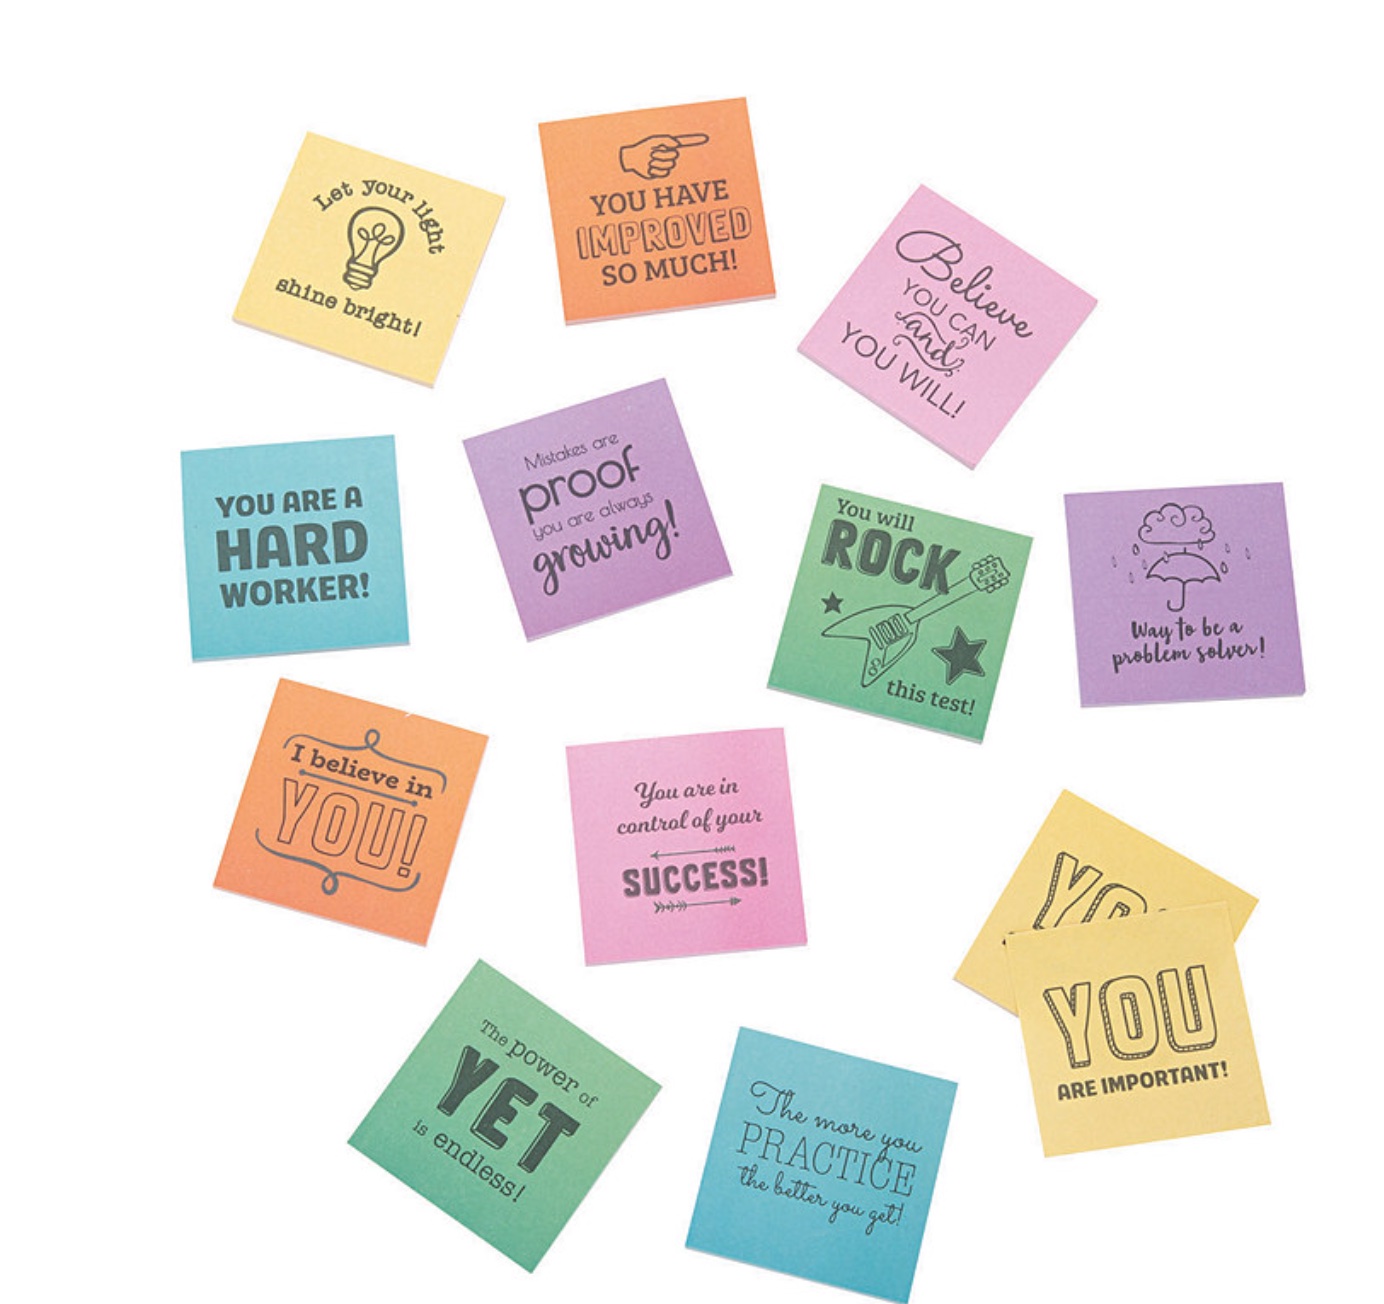 Let your light
shine bright!
YOU HAVE
IMPROVED
SO MUCH!
Believe
YOU CAN
and
YOU WILL!
YOU ARE A
HARD
WORKER!
Mistakes are
proof
you are always
growing!
You will
ROCK
this test!
Way to be a
problem solver!
I believe in
YOU!
You are in
control of your
SUCCESS!
YO
YOU
ARE IMPORTANT!
The power of
YET
is endless!
The more you
PRACTICE
the better you get!